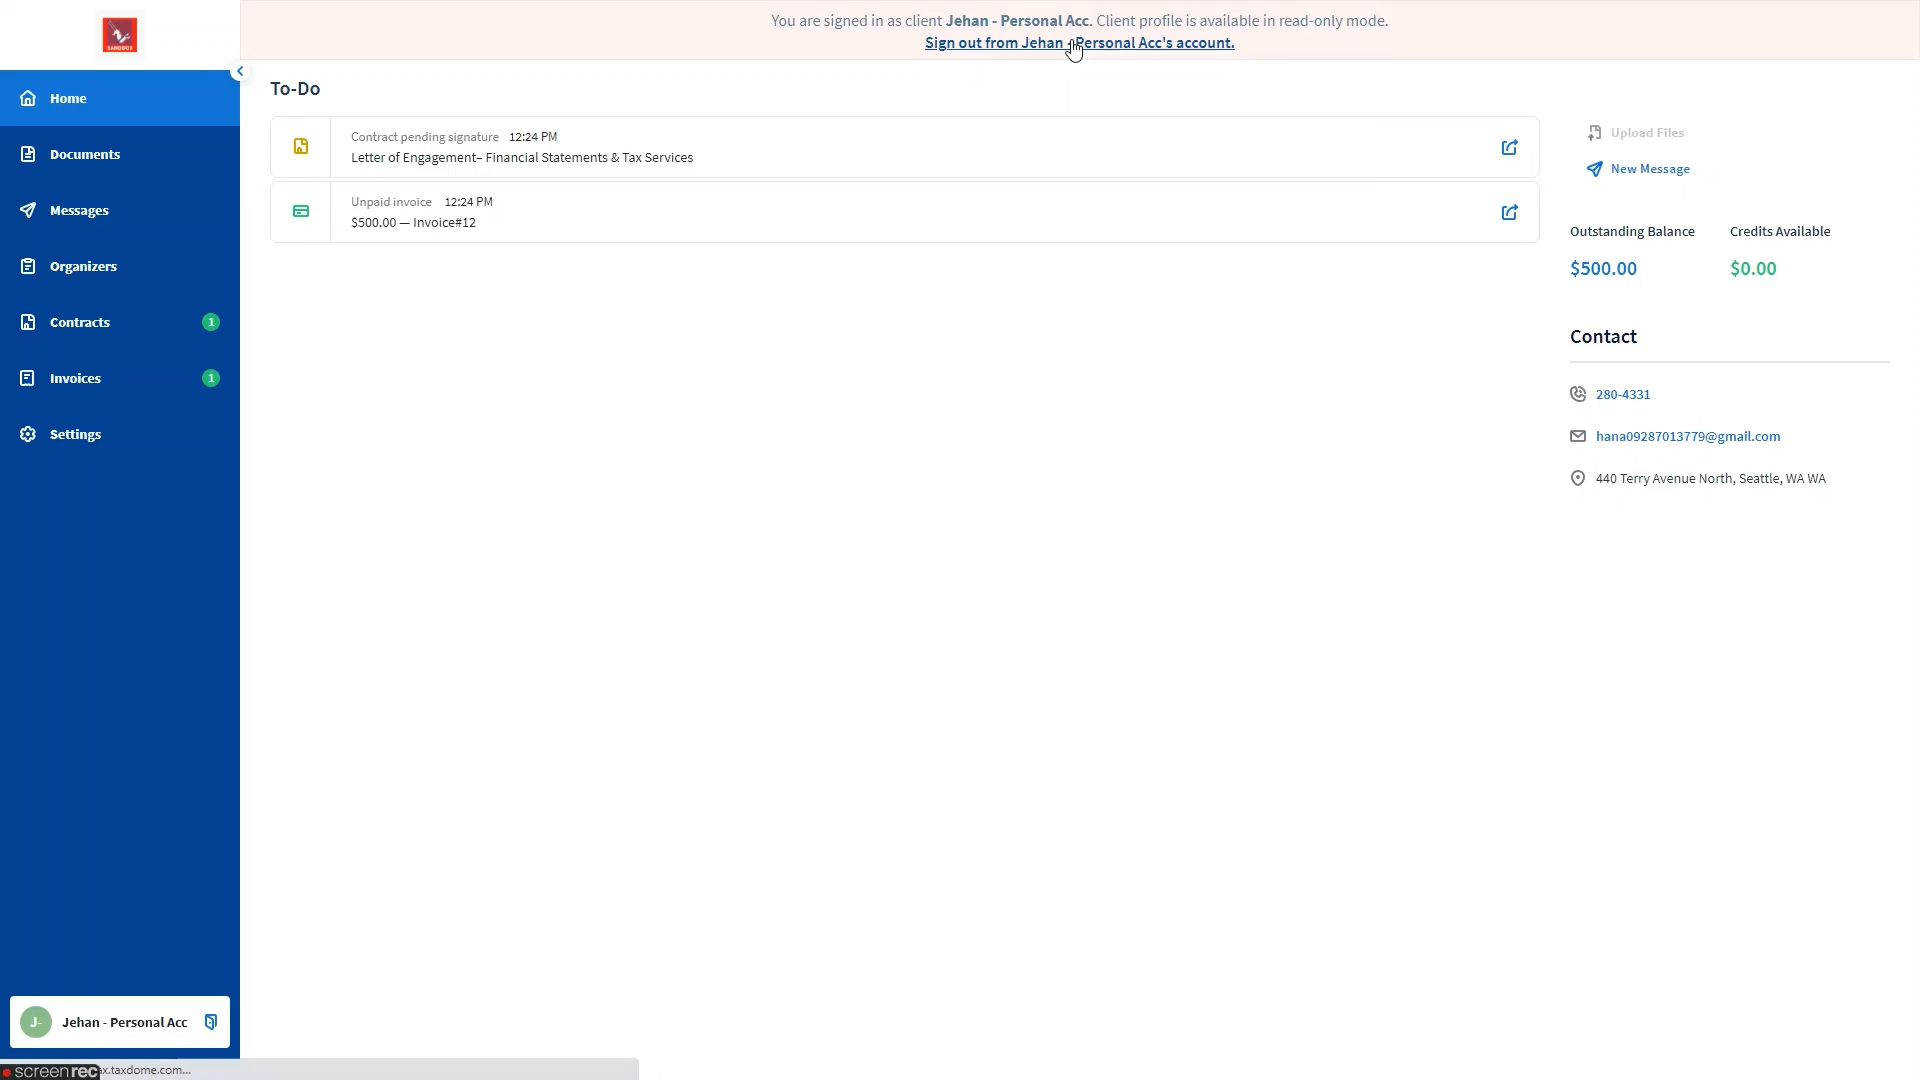 SANDBOX
You are signed in as client Jehan - Personal Acc. Client profile is available in read-only mode.
Sign out from Jehan - Personal Acc's account.
Home
Documents
Messages
Organizers
Contracts 1
Invoices 1
Settings
To-Do
Contract pending signature 12:24 PM
Letter of Engagement– Financial Statements & Tax Services
Unpaid invoice 12:24 PM
$500.00 — Invoice#12
Upload Files
New Message
Outstanding Balance Credits Available
$500.00 $0.00
Contact
280-4331
hana09287013779@gmail.com
440 Terry Avenue North, Seattle, WA WA
J- Jehan - Personal Acc
screenrec
ax.taxdome.com...